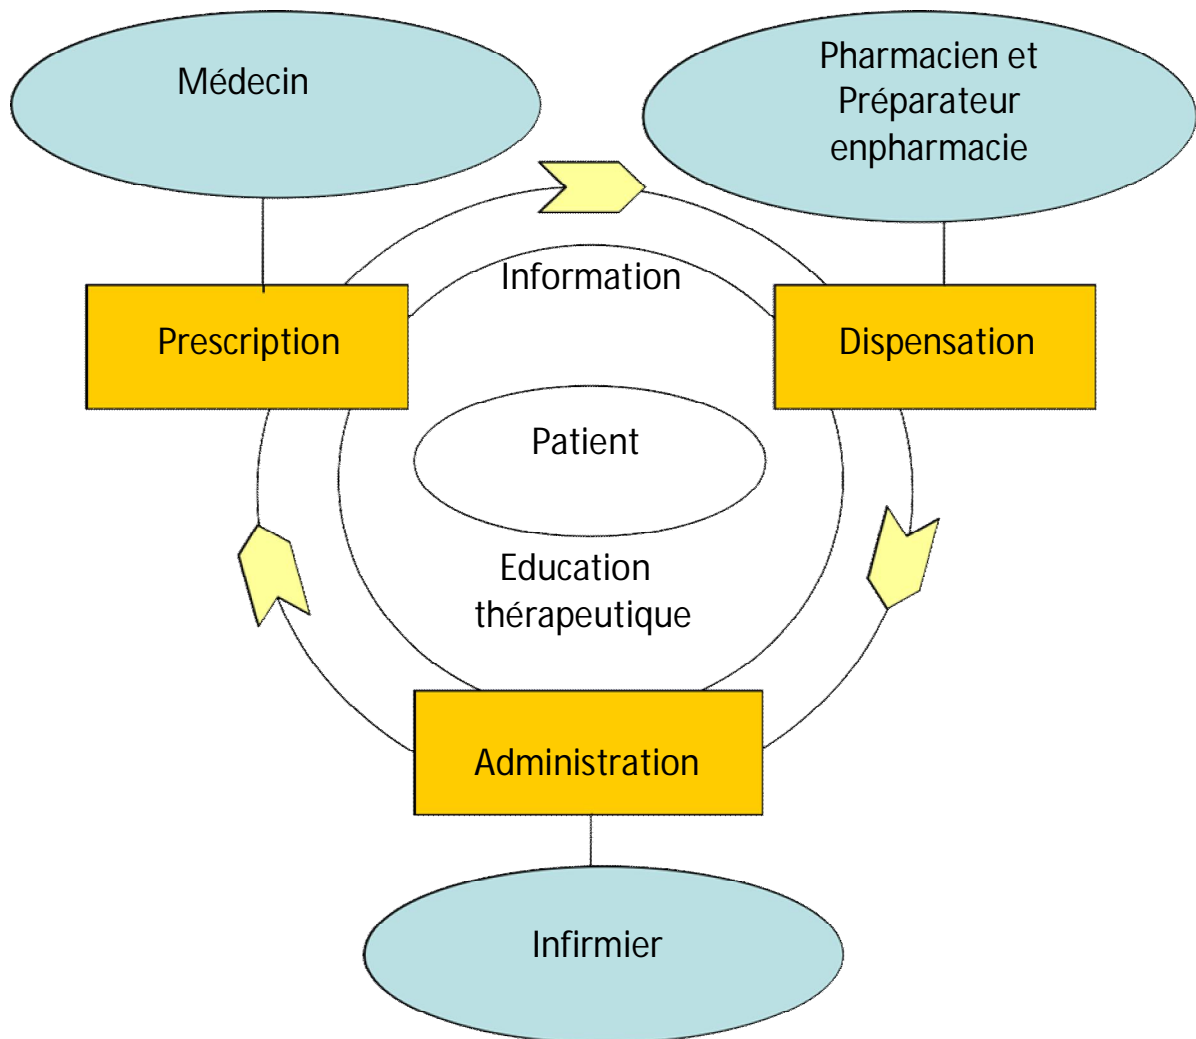 Médecin
Pharmacien et
Préparateur
enpharmacie
Information
Prescription
Dispensation
Patient
Education
thérapeutique
Administration
Infirmier